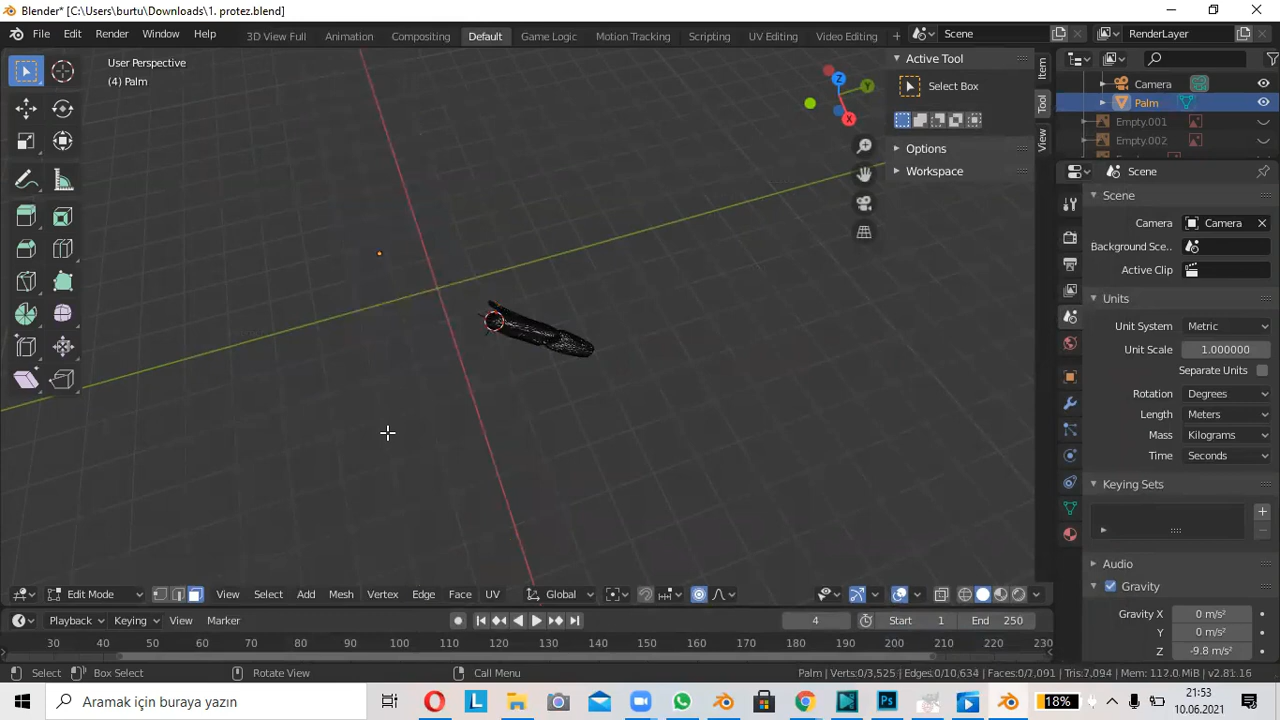 Blender* [C:\Users\burtu\Downloads\1. protez.blend]
File Edit Render Window Help 3D View Full Animation Compositing Default Game Logic Motion Tracking Scripting UV Editing Video Editing + Scene RenderLayer
User Perspective
(4) Palm
Z
Y
X
Active Tool
Select Box
Options
Workspace
Item
Tool
View
Camera
Palm
Empty.001
Empty.002
Scene
Scene
Camera Camera
Background Sce..
Active Clip
Units
Unit System Metric
Unit Scale 1.000000
Separate Units
Rotation Degrees
Length Meters
Mass Kilograms
Time Seconds
Keying Sets
Audio
Gravity
Gravity X 0 m/s²
Y 0 m/s²
Z -9.8 m/s²
Edit Mode View Select Add Mesh Vertex Edge Face UV Global
Playback Keying View Marker 4 Start 1 End 250
30 40 50 60 70 80 90 100 110 120 130 140 150 160 170 180 190 200 210 220 230
Select Box Select Rotate View Call Menu Palm | Verts:0/3,525 | Edges:0/10,634 | Faces:0/7,091 | Tris:7,094 | Mem: 117.0 MiB | v2.81.16
Aramak için buraya yazın L Ps 18% 21:53
10.06.2021